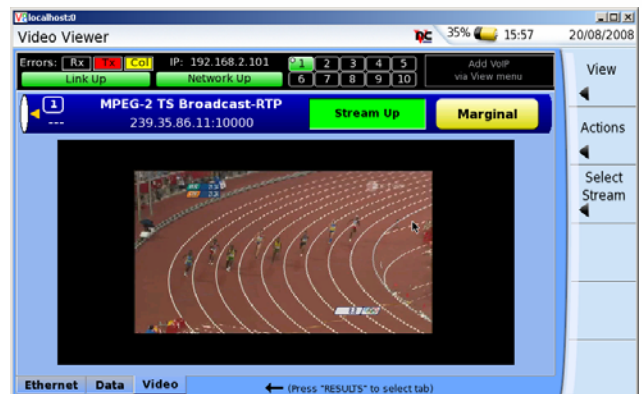 localhost:0
Video Viewer
DC 35% 15:57 20/08/2008
Errors: Rx Tx Col IP: 192.168.2.101
Link Up Network Up
1 2 3 4 5
6 7 8 9 10
Add VoIP
via View menu
1 MPEG-2 TS Broadcast-RTP
--- 239.35.86.11:10000
Stream Up
Marginal
View
Actions
Select
Stream
Ethernet Data Video
(Press "RESULTS" to select tab)